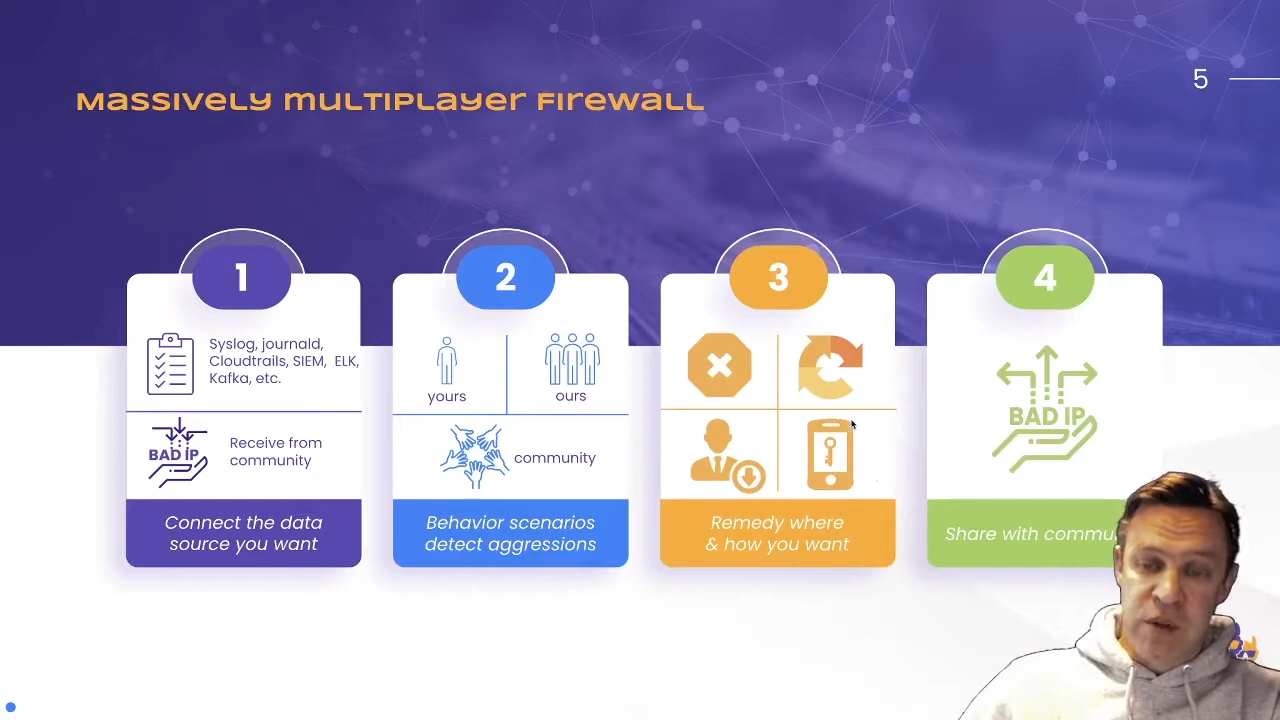 Massively multiplayer firewall
5
1
Syslog, journald,
Cloudtrails, SIEM, ELK,
Kafka, etc.
BAD IP
Receive from
community
Connect the data
source you want
2
yours
ours
community
Behavior scenarios
detect aggressions
3
Remedy where
& how you want
4
BAD IP
Share with